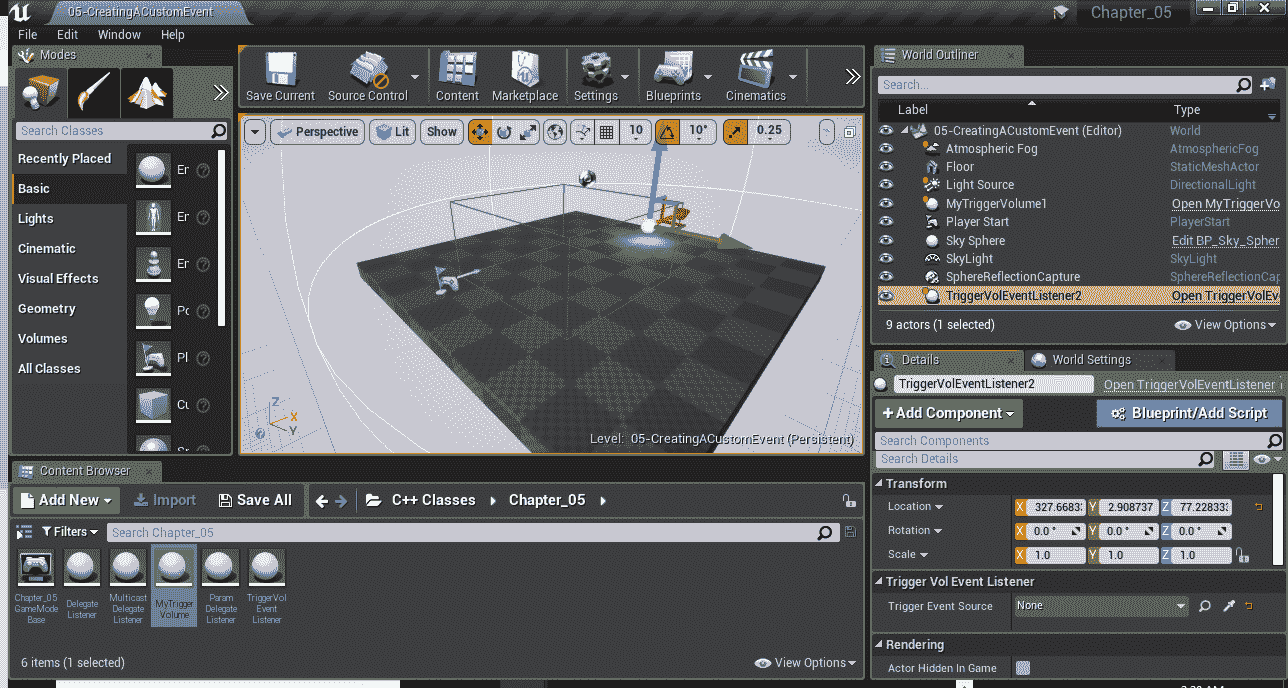 05-CreatingACustomEvent
Chapter_05
File Edit Window Help
Modes
Search Classes
Recently Placed
Basic
Lights
Cinematic
Visual Effects
Geometry
Volumes
All Classes
Save Current Source Control Content Marketplace Settings Blueprints Cinematics
Perspective Lit Show 10 10° 0.25
Z
X
Y
Level: 05-CreatingACustomEvent (Persistent)
World Outliner
Search...
Label Type
05-CreatingACustomEvent (Editor) World
Atmospheric Fog AtmosphericFog
Floor StaticMeshActor
Light Source DirectionalLight
MyTriggerVolume1 Open MyTriggerVo
Player Start PlayerStart
Sky Sphere Edit BP_Sky_Spher
SkyLight SkyLight
SphereReflectionCapture SphereReflectionCap
TriggerVolEventListener2 Open TriggerVolEv
9 actors (1 selected) View Options
Details World Settings
TriggerVolEventListener2 Open TriggerVolEventListener
+Add Component Blueprint/Add Script
Search Components
Search Details
Transform
Location X 327.6683 Y 2.908737 Z 77.22833
Rotation X 0.0° Y 0.0° Z 0.0°
Scale X 1.0 Y 1.0 Z 1.0
Trigger Vol Event Listener
Trigger Event Source None
Rendering
Actor Hidden In Game
Content Browser
Add New Import Save All C++ Classes Chapter_05
Filters Search Chapter_05
Chapter_05 GameMode Base
Delegate Listener
Multicast Delegate Listener
MyTrigger Volume
Param Delegate Listener
TriggerVol Event Listener
6 items (1 selected) View Options